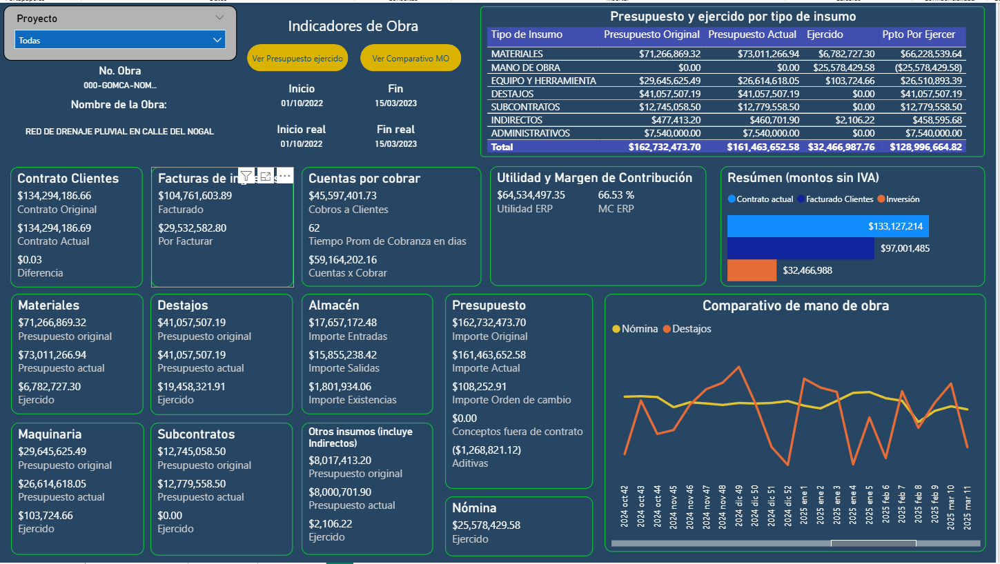 Proyecto
Todas
No. Obra
000-GOMCA-NOM...
Nombre de la Obra:
RED DE DRENAJE PLUVIAL EN CALLE DEL NOGAL
Indicadores de Obra
Ver Presupuesto ejercido
Ver Comparativo MO
Inicio
01/10/2022
Fin
15/03/2023
Inicio real
01/10/2022
Fin real
15/03/2023
Presupuesto y ejercido por tipo de insumo
Tipo de Insumo Presupuesto Original Presupuesto Actual Ejercido Ppto Por Ejercer
MATERIALES $71,266,869.32 $73,011,266.94 $6,782,727.30 $66,228,539.64
MANO DE OBRA $0.00 $0.00 $25,578,429.58 ($25,578,429.58)
EQUIPO Y HERRAMIENTA $29,645,625.49 $26,614,618.05 $103,724.66 $26,510,893.39
DESTAJOS $41,057,507.19 $41,057,507.19 $0.00 $41,057,507.19
SUBCONTRATOS $12,745,058.50 $12,779,558.50 $0.00 $12,779,558.50
INDIRECTOS $477,413.20 $460,701.90 $2,106.22 $458,595.68
ADMINISTRATIVOS $7,540,000.00 $7,540,000.00 $0.00 $7,540,000.00
Total $162,732,473.70 $161,463,652.58 $32,466,987.76 $128,996,664.82
Contrato Clientes
$134,294,186.66
Contrato Original
$134,294,186.69
Contrato Actual
$0.03
Diferencia
Facturas de
$104,761,603.89
Facturado
$29,532,582.80
Por Facturar
Cuentas por cobrar
$45,597,401.73
Cobros a Clientes
62
Tiempo Prom de Cobranza en dias
$59,164,202.16
Cuentas x Cobrar
Utilidad y Margen de Contribución
$64,534,497.35
Utilidad ERP
66.53 %
MC ERP
Resúmen (montos sin IVA)
Contrato actual Facturado Clientes Inversión
$133,127,214
$97,001,485
$32,466,988
Materiales
$71,266,869.32
Presupuesto original
$73,011,266.94
Presupuesto actual
$6,782,727.30
Ejercido
Destajos
$41,057,507.19
Presupuesto original
$41,057,507.19
Presupuesto actual
$19,458,321.91
Ejercido
Almacén
$17,657,172.48
Importe Entradas
$15,855,238.42
Importe Salidas
$1,801,934.06
Importe Existencias
Presupuesto
$162,732,473.70
Importe Original
$161,463,652.58
Importe Actual
$108,252.91
Importe Orden de cambio
$0.00
Conceptos fuera de contrato
($1,268,821.12)
Aditivas
Comparativo de mano de obra
Nómina Destajos
2024 oct 42
2024 oct 43
2024 oct 44
2024 nov 45
2024 nov 46
2024 nov 47
2024 nov 48
2024 dic 49
2024 dic 50
2024 dic 51
2024 dic 52
2025 ene 1
2025 ene 2
2025 ene 3
2025 ene 4
2025 ene 5
2025 feb 6
2025 feb 7
2025 feb 8
2025 feb 9
2025 mar 10
2025 mar 11
Maquinaria
$29,645,625.49
Presupuesto original
$26,614,618.05
Presupuesto actual
$103,724.66
Ejercido
Subcontratos
$12,745,058.50
Presupuesto original
$12,779,558.50
Presupuesto actual
$0.00
Ejercido
Otros insumos (incluye
Indirectos)
$8,017,413.20
Presupuesto original
$8,000,701.90
Presupuesto actual
$2,106.22
Ejercido
Nómina
$25,578,429.58
Ejercido